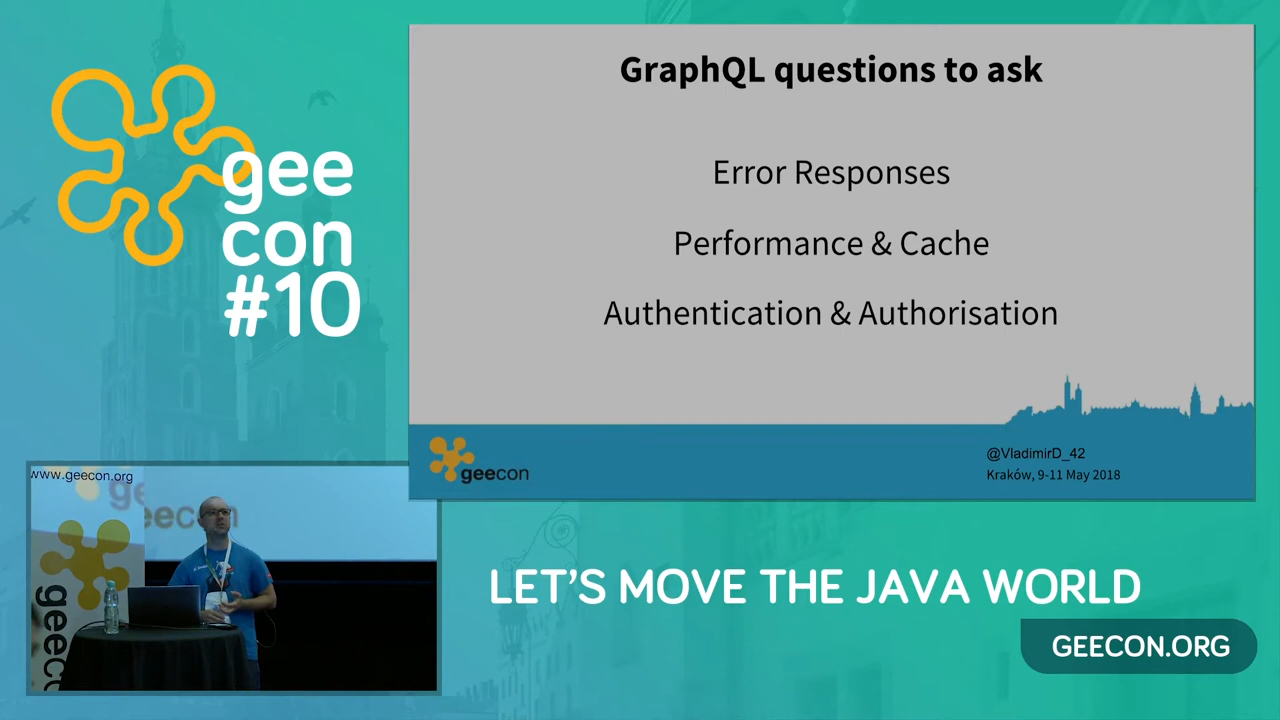 gee
con
#10
GraphQL questions to ask
Error Responses
Performance & Cache
Authentication & Authorisation
geecon
@VladimirD_42
Kraków, 9-11 May 2018
www.geecon.org
geecon
LET'S MOVE THE JAVA WORLD
GEECON.ORG